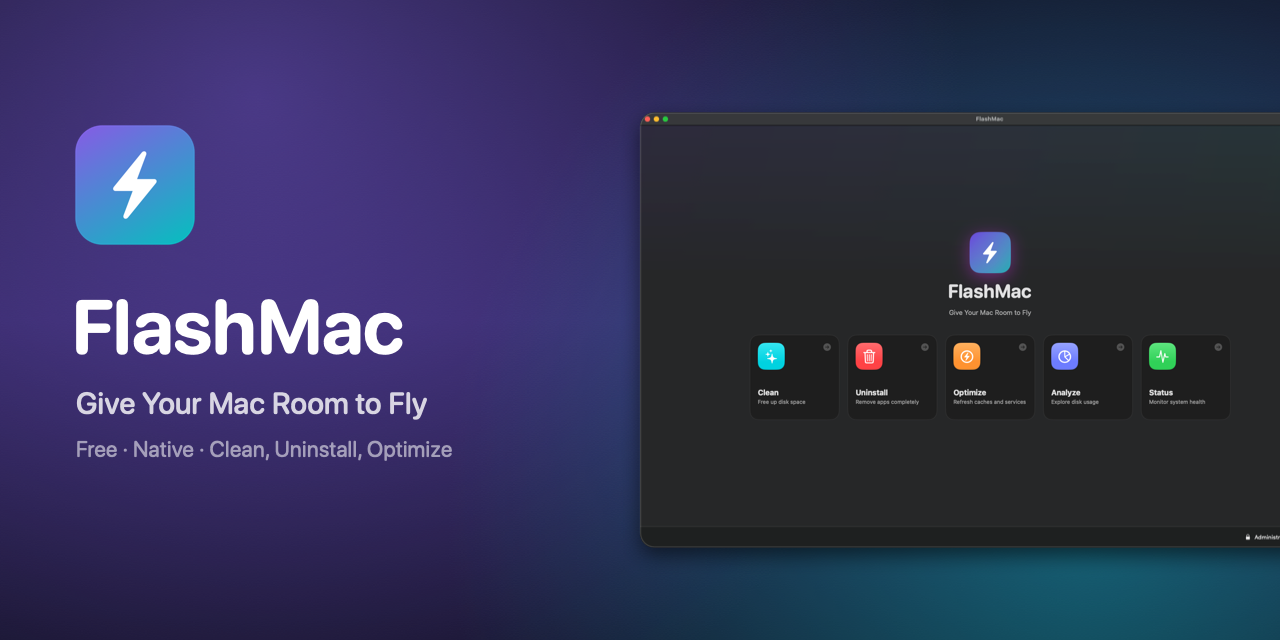 FlashMac
Give Your Mac Room to Fly
Free · Native · Clean, Uninstall, Optimize
FlashMac
FlashMac
Give Your Mac Room to Fly
Clean
Free up disk space
Uninstall
Remove apps completely
Optimize
Refresh caches and services
Analyze
Explore disk usage
Status
Monitor system health